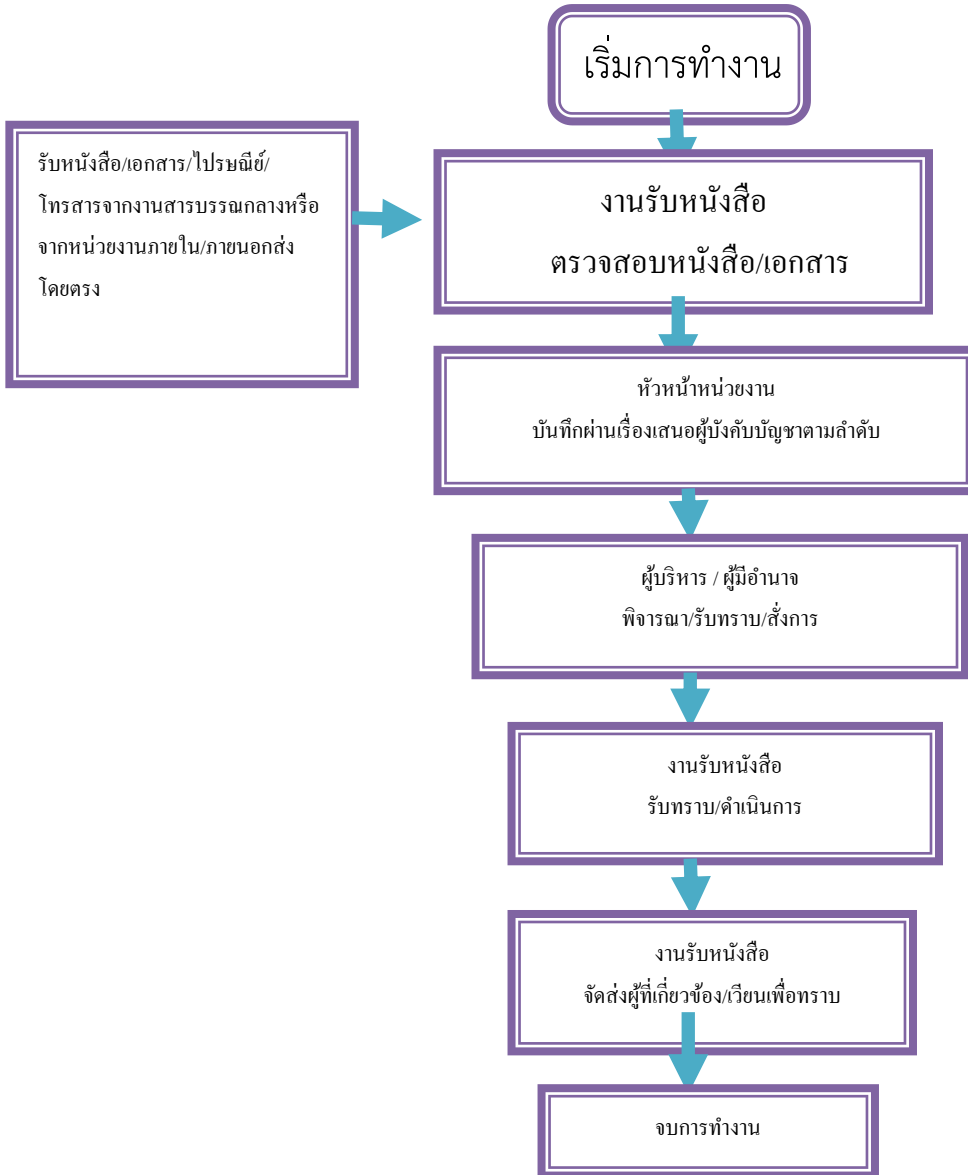 เริ่มการทำงาน
รับหนังสือ/เอกสาร/ไปรษณีย์/
โทรสารจากงานสารบรรณกลางหรือ
จากหน่วยงานภายใน/ภายนอกส่ง
โดยตรง
งานรับหนังสือ
ตรวจสอบหนังสือ/เอกสาร
หัวหน้าหน่วยงาน
บันทึกผ่านเรื่องเสนอผู้บังคับบัญชาตามลำดับ
ผู้บริหาร / ผู้มีอำนาจ
พิจารณา/รับทราบ/สั่งการ
งานรับหนังสือ
รับทราบ/ดำเนินการ
งานรับหนังสือ
จัดส่งผู้ที่เกี่ยวข้อง/เวียนเพื่อทราบ
จบการทำงาน